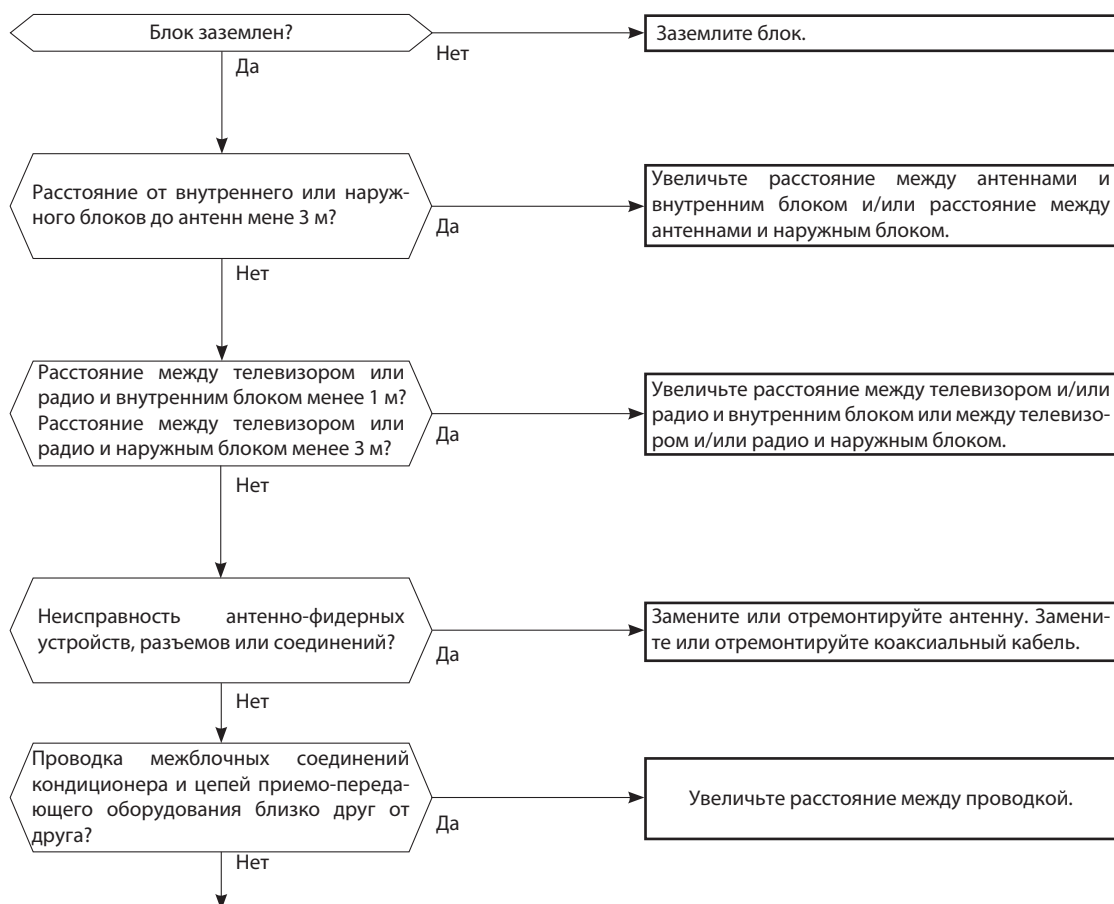 Блок заземлен?
Нет
Заземлите блок.
Да
Расстояние от внутреннего или наруж-
ного блоков до антенн мене 3 м?
Да
Увеличьте расстояние между антеннами и
внутренним блоком и/или расстояние между
антеннами и наружным блоком.
Нет
Расстояние между телевизором или
радио и внутренним блоком менее 1 м?
Расстояние между телевизором или
радио и наружным блоком менее 3 м?
Да
Увеличьте расстояние между телевизором и/или
радио и внутренним блоком или между телевизо-
ром и/или радио и наружным блоком.
Нет
Неисправность антенно-фидерных
устройств, разъемов или соединений?
Да
Замените или отремонтируйте антенну. Замени-
те или отремонтируйте коаксиальный кабель.
Нет
Проводка межблочных соединений
кондиционера и цепей приемо-переда-
ющего оборудования близко друг от
друга?
Да
Увеличьте расстояние между проводкой.
Нет